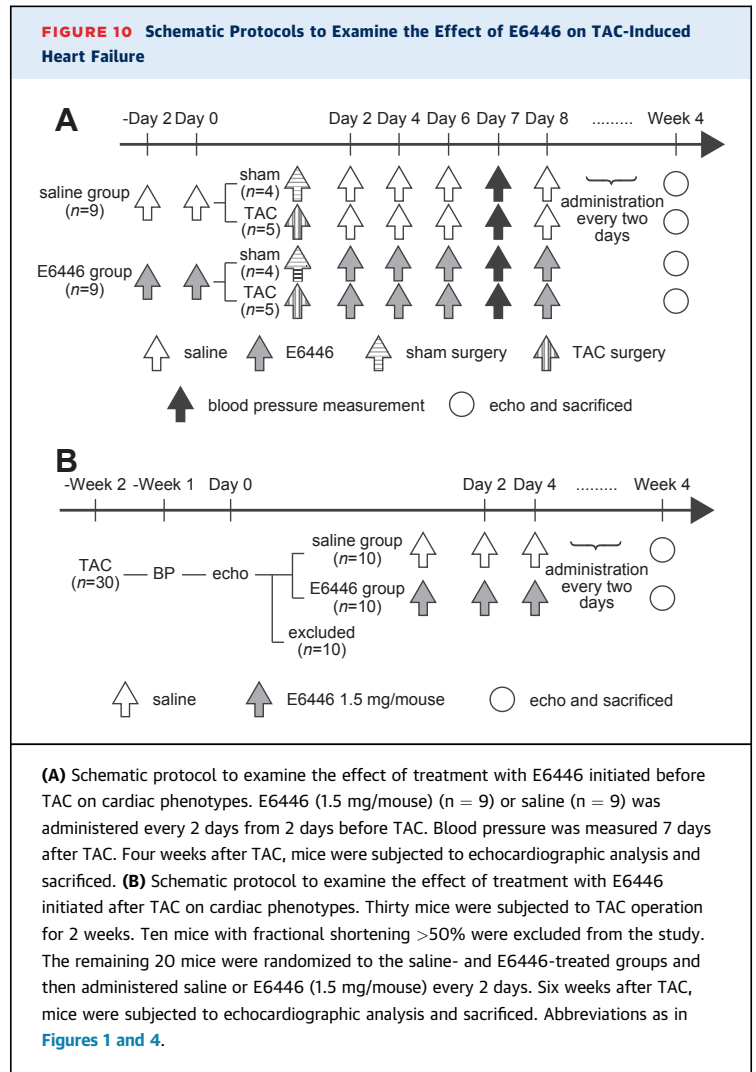 FIGURE 10 Schematic Protocols to Examine the Effect of E6446 on TAC-Induced
Heart Failure
A
-Day 2 Day 0 Day 2 Day 4 Day 6 Day 7 Day 8 ......... Week 4
saline group
(n=9)
sham
(n=4)
TAC
(n=5)
E6446 group
(n=9)
sham
(n=4)
TAC
(n=5)
administration
every two
days
saline E6446 sham surgery TAC surgery
blood pressure measurement echo and sacrificed
B
-Week 2 -Week 1 Day 0 Day 2 Day 4 ......... Week 4
TAC
(n=30)
BP
echo
saline group
(n=10)
E6446 group
(n=10)
excluded
(n=10)
administration
every two
days
saline E6446 1.5 mg/mouse echo and sacrificed
(A) Schematic protocol to examine the effect of treatment with E6446 initiated before
TAC on cardiac phenotypes. E6446 (1.5 mg/mouse) (n = 9) or saline (n = 9) was
administered every 2 days from 2 days before TAC. Blood pressure was measured 7 days
after TAC. Four weeks after TAC, mice were subjected to echocardiographic analysis and
sacrificed. (B) Schematic protocol to examine the effect of treatment with E6446
initiated after TAC on cardiac phenotypes. Thirty mice were subjected to TAC operation
for 2 weeks. Ten mice with fractional shortening >50% were excluded from the study.
The remaining 20 mice were randomized to the saline- and E6446-treated groups and
then administered saline or E6446 (1.5 mg/mouse) every 2 days. Six weeks after TAC,
mice were subjected to echocardiographic analysis and sacrificed. Abbreviations as in
Figures 1 and 4.